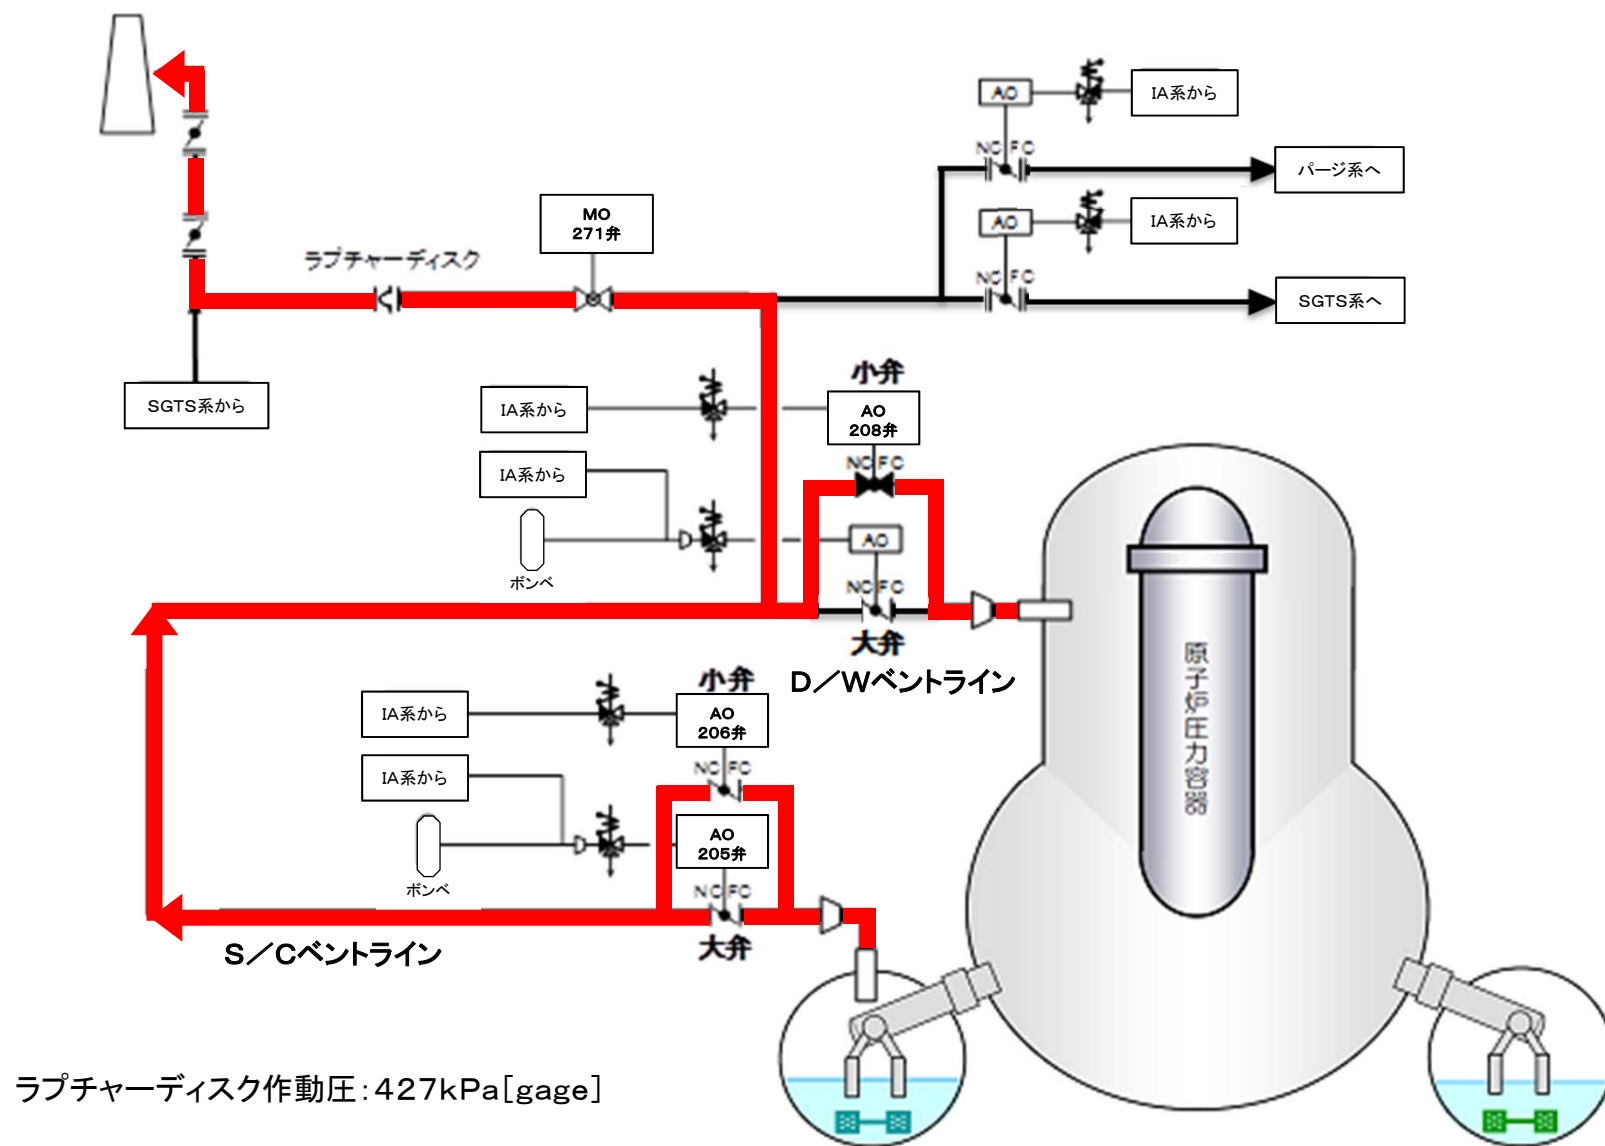 AO
IA系から
NC FC
パージ系へ
MO
271弁
AO
IA系から
ラプチャーディスク
NC FC
SGTS系へ
小弁
SGTS系から
IA系から
AO
208弁
IA系から
NC FC
ボンベ
AO
NC FC
大弁
D/Wベントライン
原子炉圧力容器
小弁
IA系から
AO
206弁
IA系から
NC FC
ボンベ
AO
205弁
NC FC
大弁
S/Cベントライン
ラプチャーディスク作動圧:427kPa[gage]